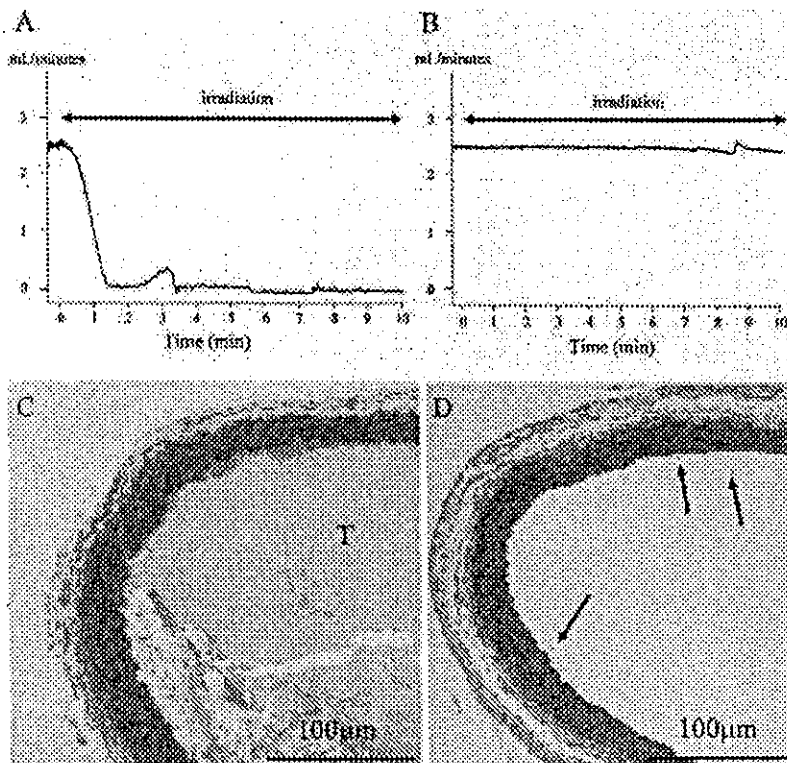 A
mL/minutes
irradiation
3
2
1
0
0 1 2 3 4 5 6 7 8 9 10
Time (min)
B
mL/minutes
irradiation
3
2
1
0
0 1 2 3 4 5 6 7 8 9 10
Time (min)
C
T
100μm
D
100μm